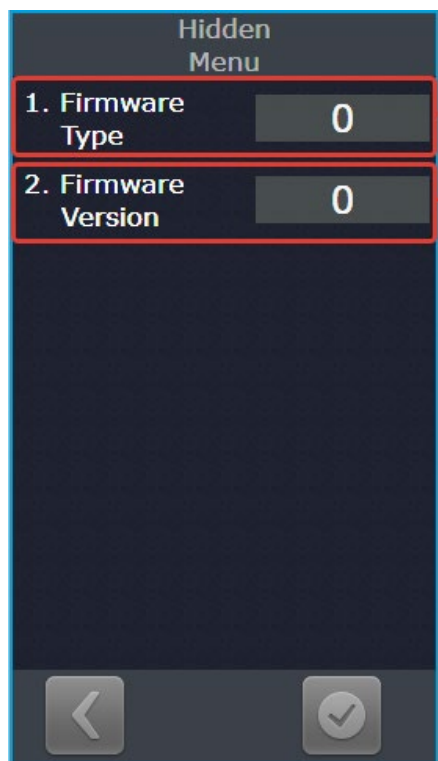 Hidden
Menu
1. Firmware
Type
0
2. Firmware
Version
0